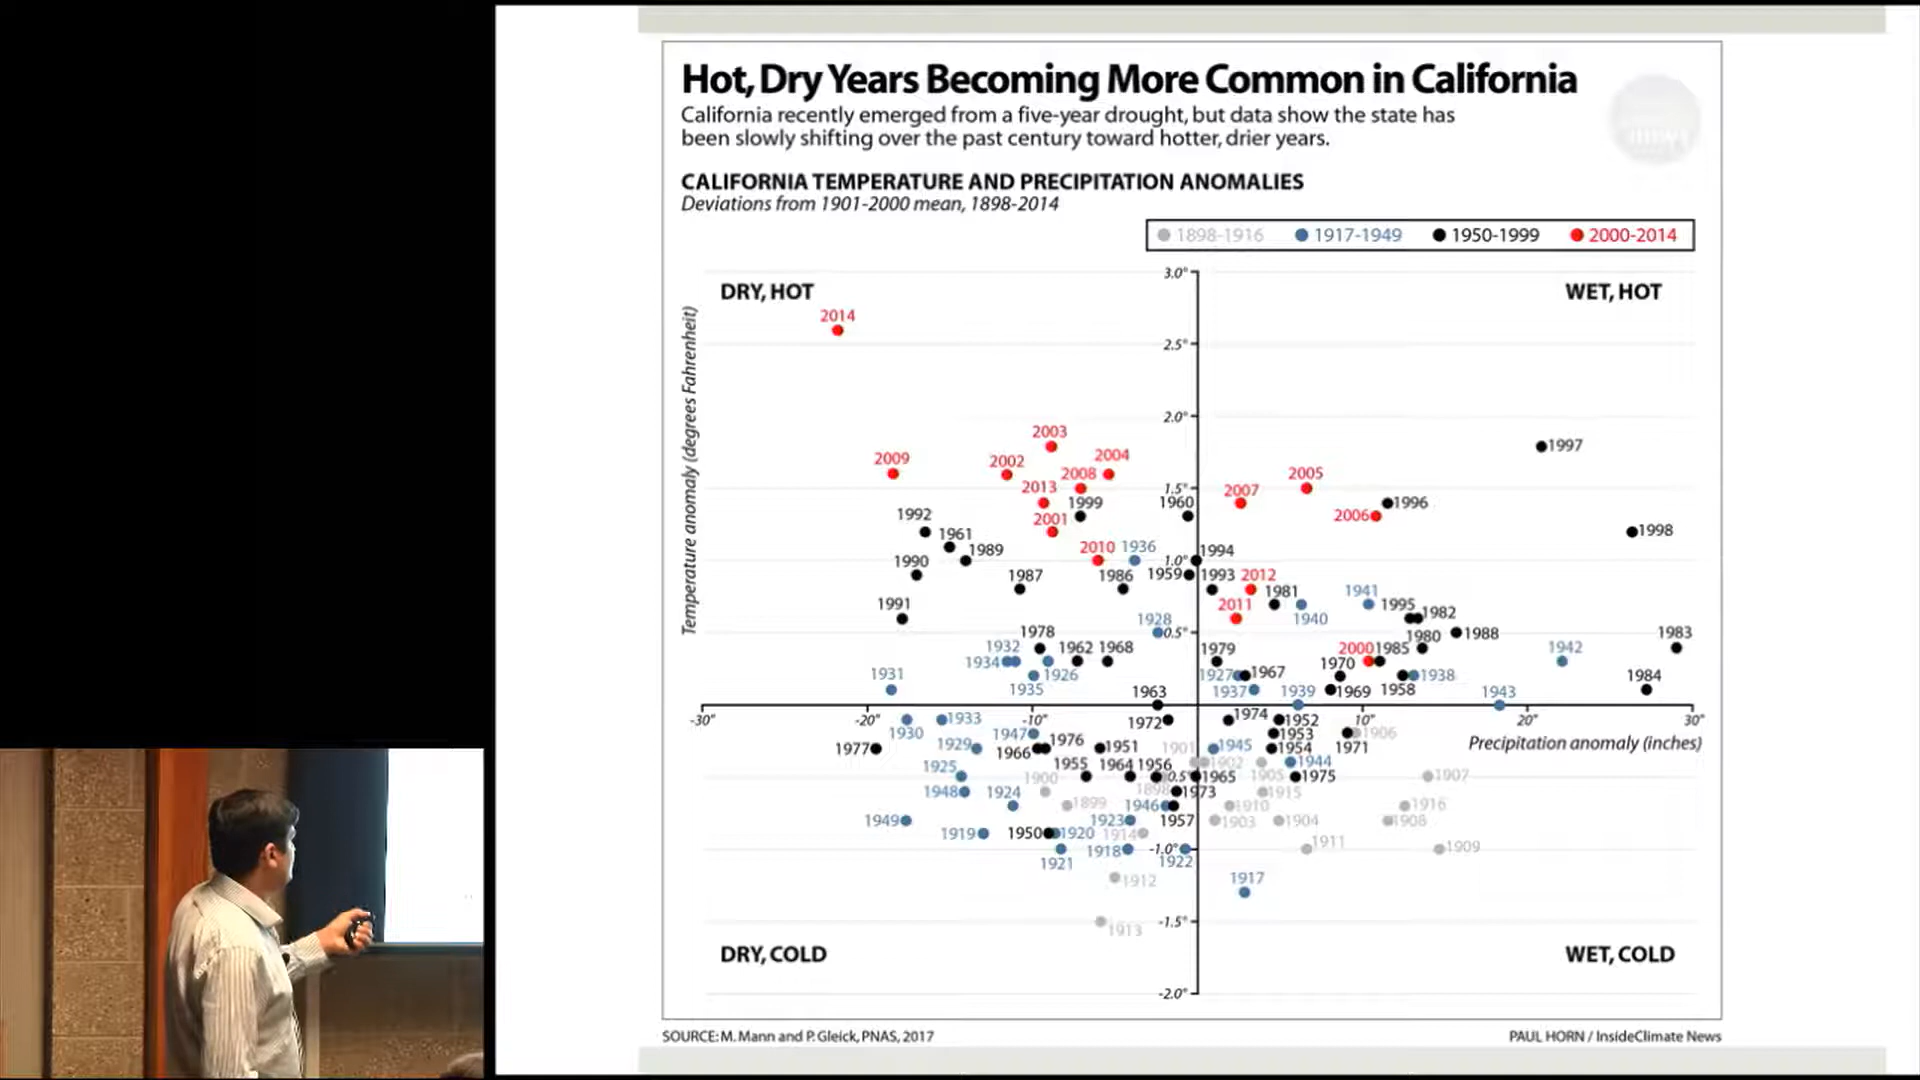 Hot, Dry Years Becoming More Common in California
California recently emerged from a five-year drought, but data show the state has
been slowly shifting over the past century toward hotter, drier years.
CALIFORNIA TEMPERATURE AND PRECIPITATION ANOMALIES
Deviations from 1901-2000 mean, 1898-2014
1898-1916 1917-1949 1950-1999 2000-2014
3.0°
DRY, HOT WET, HOT
2014
2.5°
Temperature anomaly (degrees Fahrenheit)
2.0°
2003
1997
2009 2002 2004
2008 2005
2013 1.5° 2007
1999 1960 1996
1992 2001 2006
1961 1998
1989 2010 1936 1994
1990 1.0°
1987 1986 1959 1993 2012
1991 2011 1981 1941 1995
1928 1940 1982
1978 0.5° 1980 1988 1983
1932 1962 1968 1979 2000 1985 1942
1934 1970
1931 1926 1927 1967 1938 1984
1935 1963 1937 1939 1969 1958 1943
-30" -20" -10" 10" 20" 30"
1933 1972 1974 1952
1930 1947 1976 1953 1906
1977 1929 1966 1951 1901 1945 1954 1971
Precipitation anomaly (inches)
1925 1955 1964 1956 1902 1944
1900 0.5° 1965 1905 1975 1907
1948 1924 1898 1973 1915
1899 1946 1910 1916
1949 1923 1957 1903 1904 1908
1919 1950 1920 1914
1921 1918 -1.0° 1922 1911 1909
1912 1917
-1.5°
1913
DRY, COLD WET, COLD
-2.0°
SOURCE: M. Mann and P. Gleick, PNAS, 2017
PAUL HORN / InsideClimate News